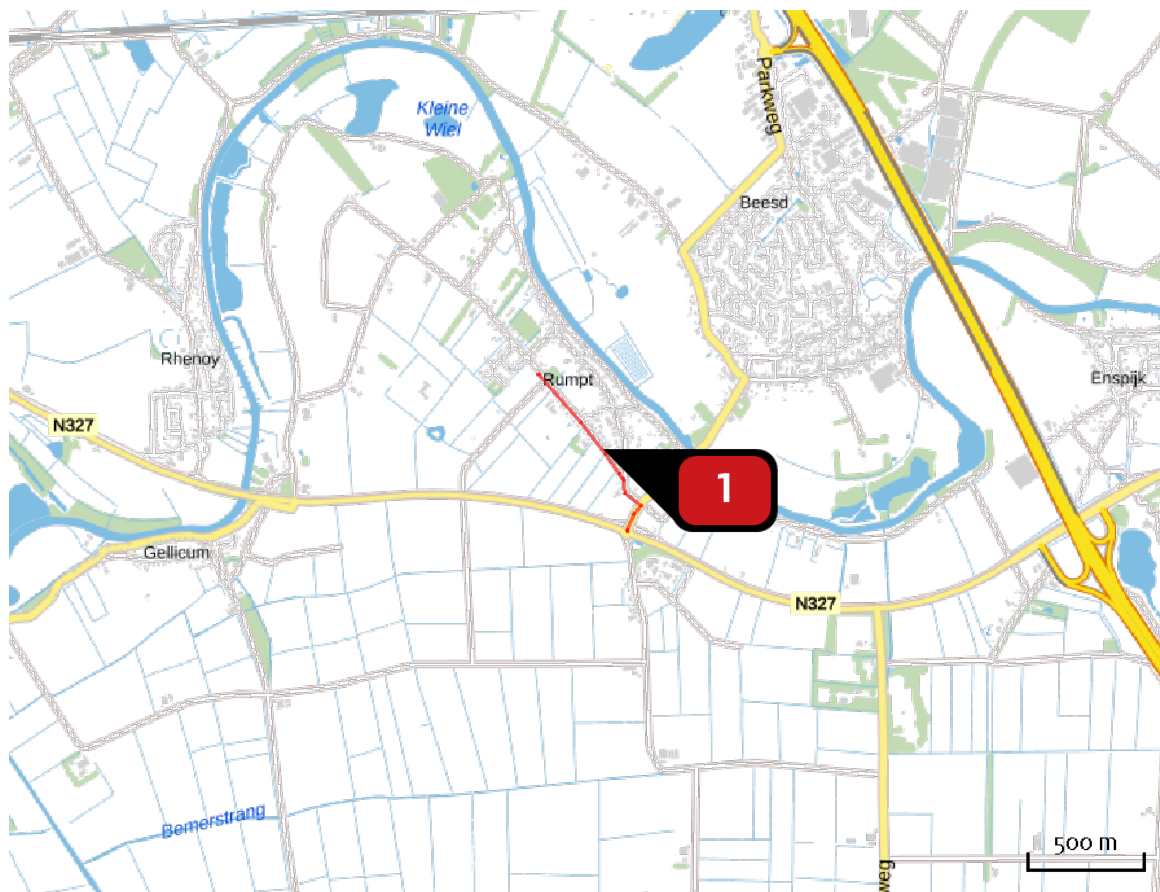 Kleine
Wiel
Parkweg
Beesd
Rhenoy
Rumpt
Enspijk
N327
1
Gellicum
N327
Bemerstrang
500 m
weg